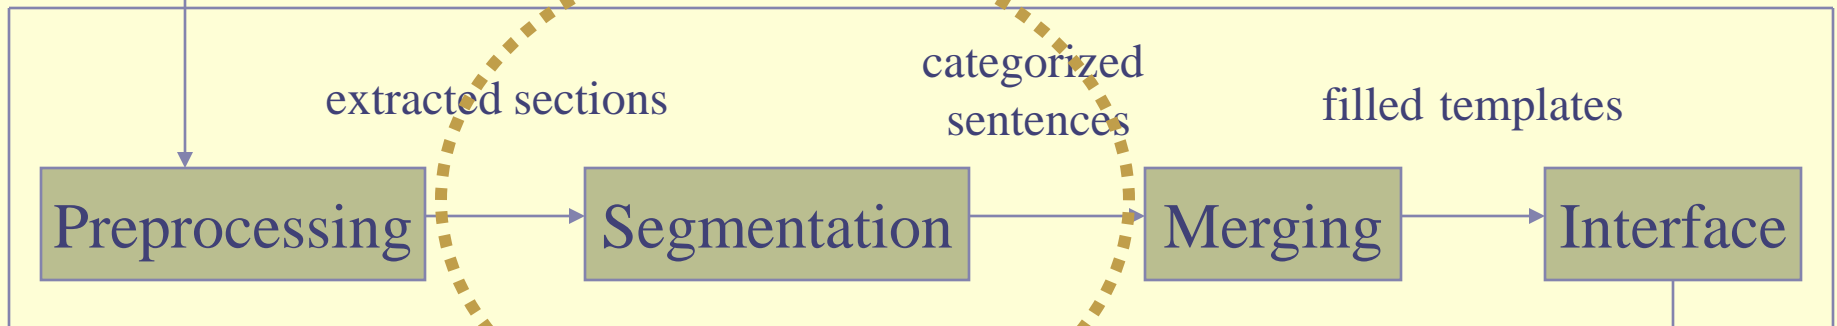 extracted sections
categorized
sentences
filled templates
Preprocessing
Segmentation
Merging
Interface